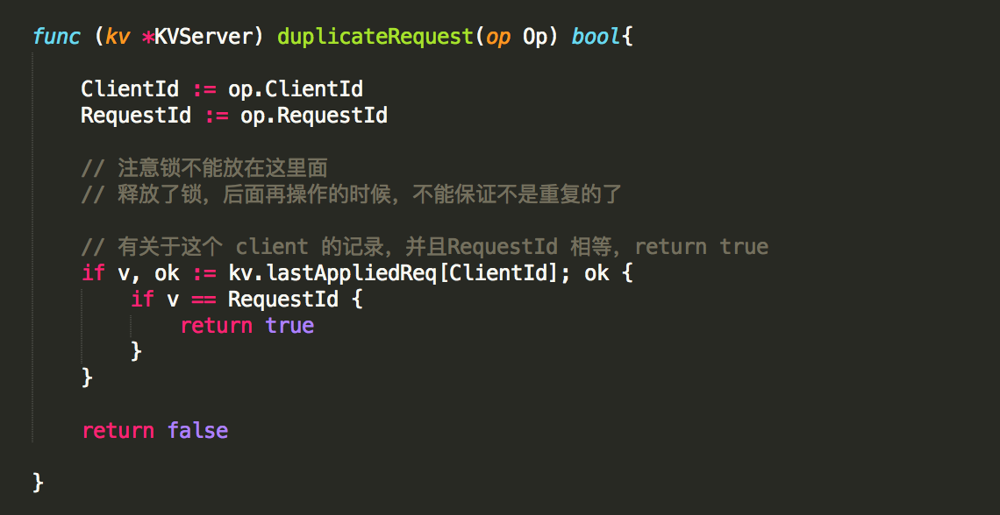 func (kv *KVServer) duplicateRequest(op Op) bool{
ClientId := op.ClientId
RequestId := op.RequestId
// 注意锁不能放在这里面
// 释放了锁，后面再操作的时候，不能保证不是重复的了
// 有关于这个 client 的记录，并且RequestId 相等，return true
if v, ok := kv.lastAppliedReq[ClientId]; ok {
if v == RequestId {
return true
}
}
return false
}